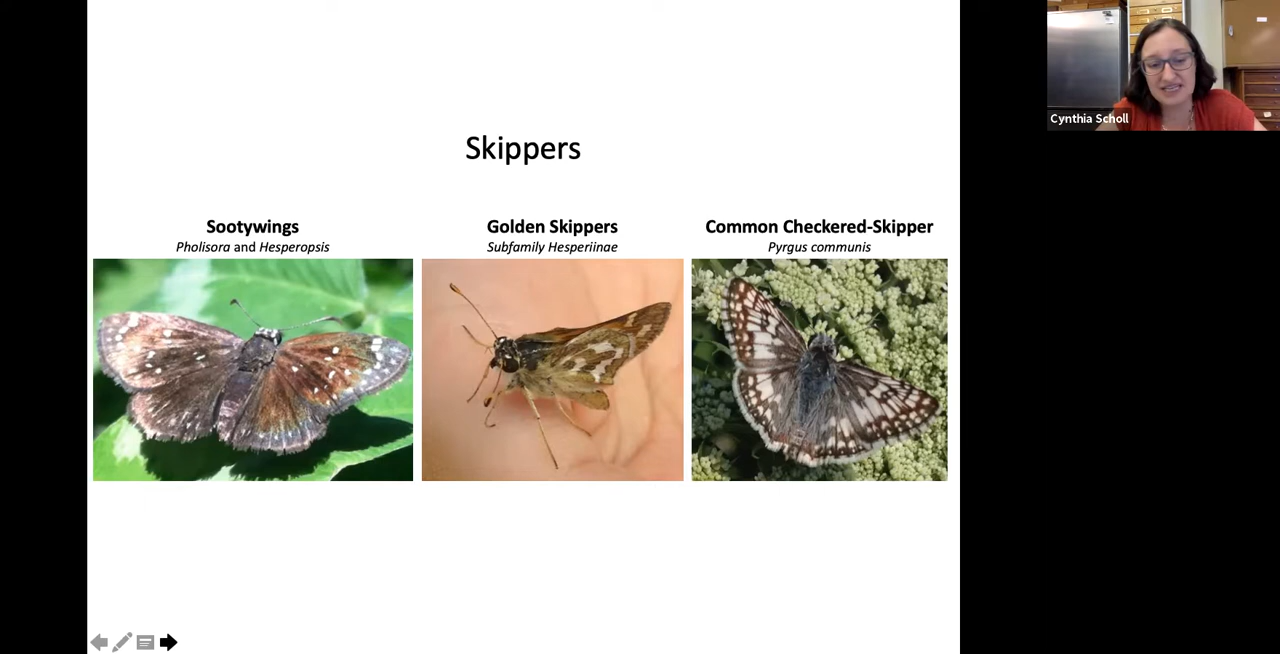 Skippers
Sootywings
Pholisora and Hesperopsis
Golden Skippers
Subfamily Hesperiinae
Common Checkered-Skipper
Pyrgus communis
Cynthia Scholl